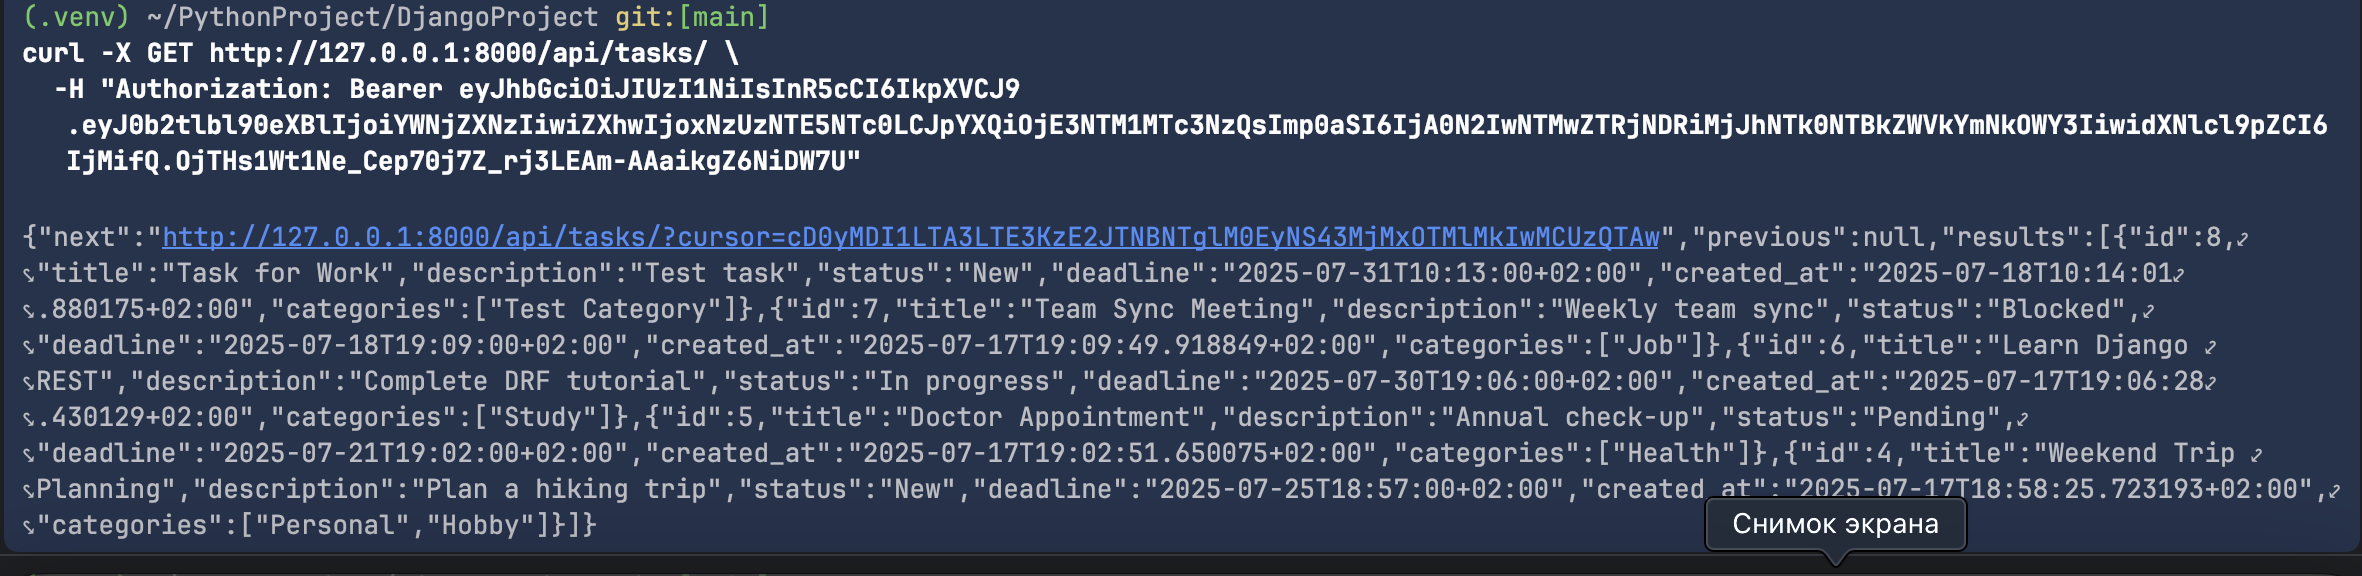 (.venv) ~/PythonProject/DjangoProject git:[main]
curl -X GET http://127.0.0.1:8000/api/tasks/ \
-H "Authorization: Bearer eyJhbGciOiJIUzI1NiIsInR5cCI6IkpXVCJ9
.eyJ0b2tlbl90eXBlIjoiYWNjZXNzIiwiZXhwIjoxNzUzNTE5NTc0LCJpYXQiOjE3NTM1MTc3NzQsImp0aSI6IjA0N2IwNTMwZTRjNDRiMjJhNTk0NTBkZWVkYmNkOWY3IiwidXNlcl9pZCI6
IjMifQ.OjTHs1Wt1Ne_Cep70j7Z_rj3LEAm-AAaikgZ6NiDW7U"
{"next":"http://127.0.0.1:8000/api/tasks/?cursor=cD0yMDI1LTA3LTE3KzE2JTNBNTglM0EyNS43MjMxOTMlMkIwMCUzQTAw","previous":null,"results":[{"id":8,
"title":"Task for Work","description":"Test task","status":"New","deadline":"2025-07-31T10:13:00+02:00","created_at":"2025-07-18T10:14:01
.880175+02:00","categories":["Test Category"]},{"id":7,"title":"Team Sync Meeting","description":"Weekly team sync","status":"Blocked",
"deadline":"2025-07-18T19:09:00+02:00","created_at":"2025-07-17T19:09:49.918849+02:00","categories":["Job"]},{"id":6,"title":"Learn Django
REST","description":"Complete DRF tutorial","status":"In progress","deadline":"2025-07-30T19:06:00+02:00","created_at":"2025-07-17T19:06:28
.430129+02:00","categories":["Study"]},{"id":5,"title":"Doctor Appointment","description":"Annual check-up","status":"Pending",
"deadline":"2025-07-21T19:02:00+02:00","created_at":"2025-07-17T19:02:51.650075+02:00","categories":["Health"]},{"id":4,"title":"Weekend Trip
Planning","description":"Plan a hiking trip","status":"New","deadline":"2025-07-25T18:57:00+02:00","created_at":"2025-07-17T18:58:25.723193+02:00",
"categories":["Personal","Hobby"]}]}
Снимок экрана